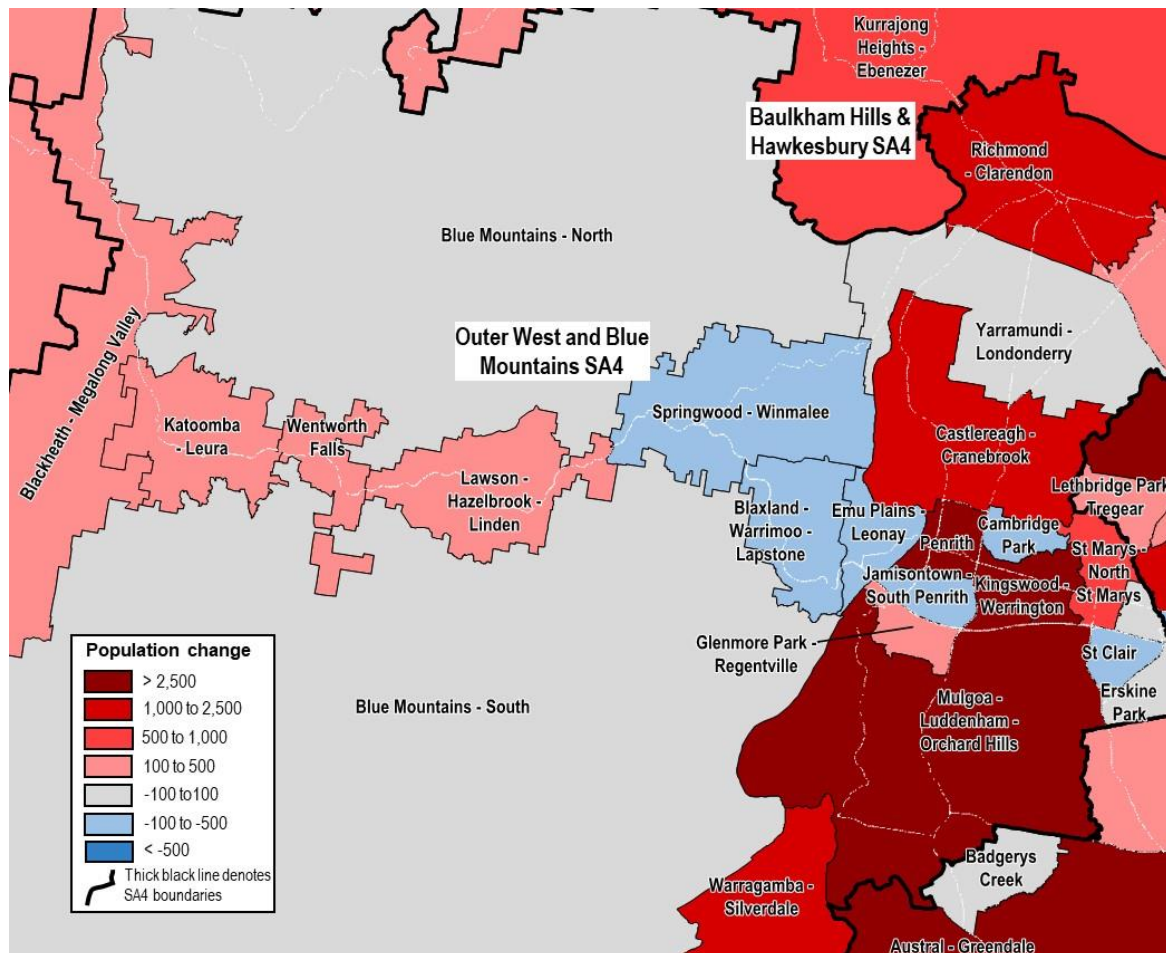 Kurrajong
Heights -
Ebenezer
Baulkham Hills &
Hawkesbury SA4
Richmond
- Clarendon
Blue Mountains - North
Yarramundi -
Londonderry
Outer West and Blue
Mountains SA4
Blackheath - Megalong Valley
Katoomba
- Leura
Wentworth
Falls
Springwood - Winmalee
Castlereagh -
Cranebrook
Lawson -
Hazelbrook -
Linden
Lethbridge Park
Tregear
Blaxland -
Warrimoo -
Lapstone
Emu Plains -
Leonay
Penrith
Cambridge
Park
St Marys -
North
St Marys
Jamisontown -
South Penrith
Kingswood -
Werrington
Glenmore Park -
Regentville
St Clair
Erskine
Park
Mulgoa -
Luddenham -
Orchard Hills
Blue Mountains - South
Badgerys
Creek
Warragamba -
Silverdale
Austral - Greendale
Population change
> 2,500
1,000 to 2,500
500 to 1,000
100 to 500
-100 to 100
-100 to -500
< -500
Thick black line denotes
SA4 boundaries